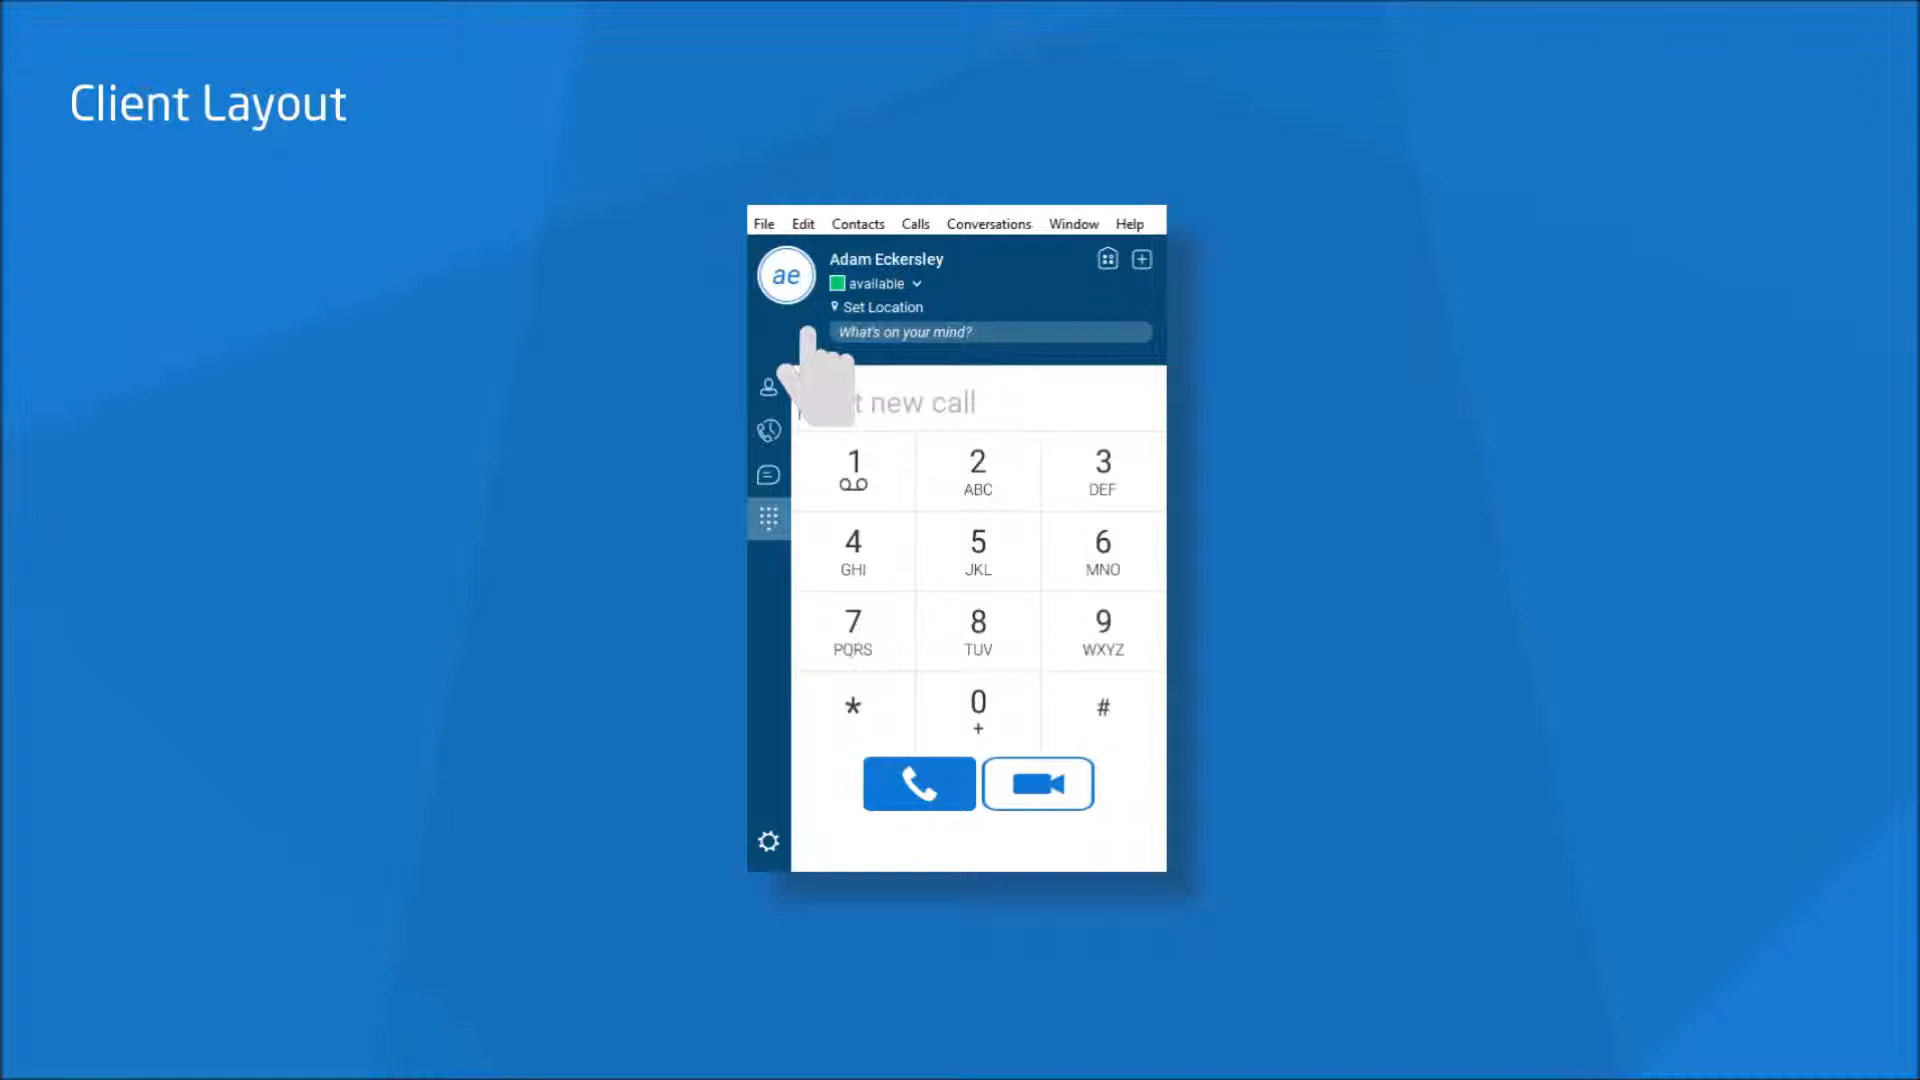 Client Layout
File Edit Contacts Calls Conversations Window Help
ae
Adam Eckersley
available
Set Location
What's on your mind?
new call
1 2 3
ABC DEF
4 5 6
GHI JKL MNO
7 8 9
PQRS TUV WXYZ
* 0 #
+